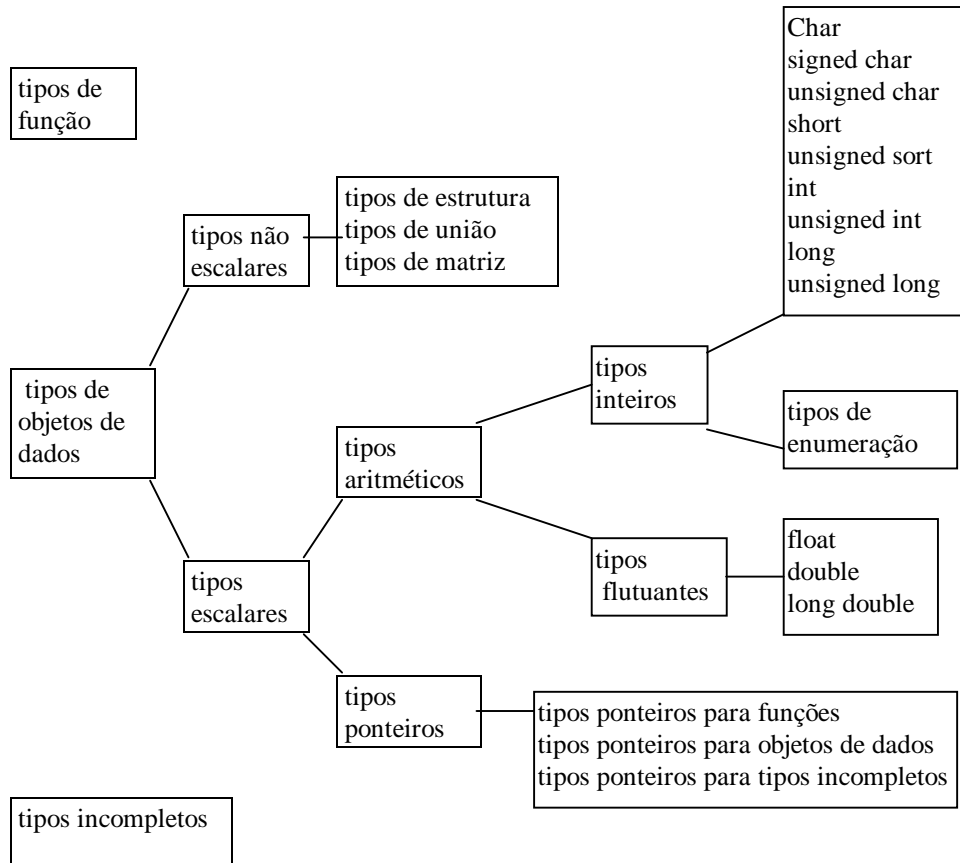 tipos de
função
Char
signed char
unsigned char
short
unsigned sort
int
unsigned int
long
unsigned long
tipos não
escalares
tipos de estrutura
tipos de união
tipos de matriz
tipos de
objetos de
dados
tipos
inteiros
tipos de
enumeração
tipos
aritméticos
tipos
flutuantes
float
double
long double
tipos
escalares
tipos
ponteiros
tipos ponteiros para funções
tipos ponteiros para objetos de dados
tipos ponteiros para tipos incompletos
tipos incompletos